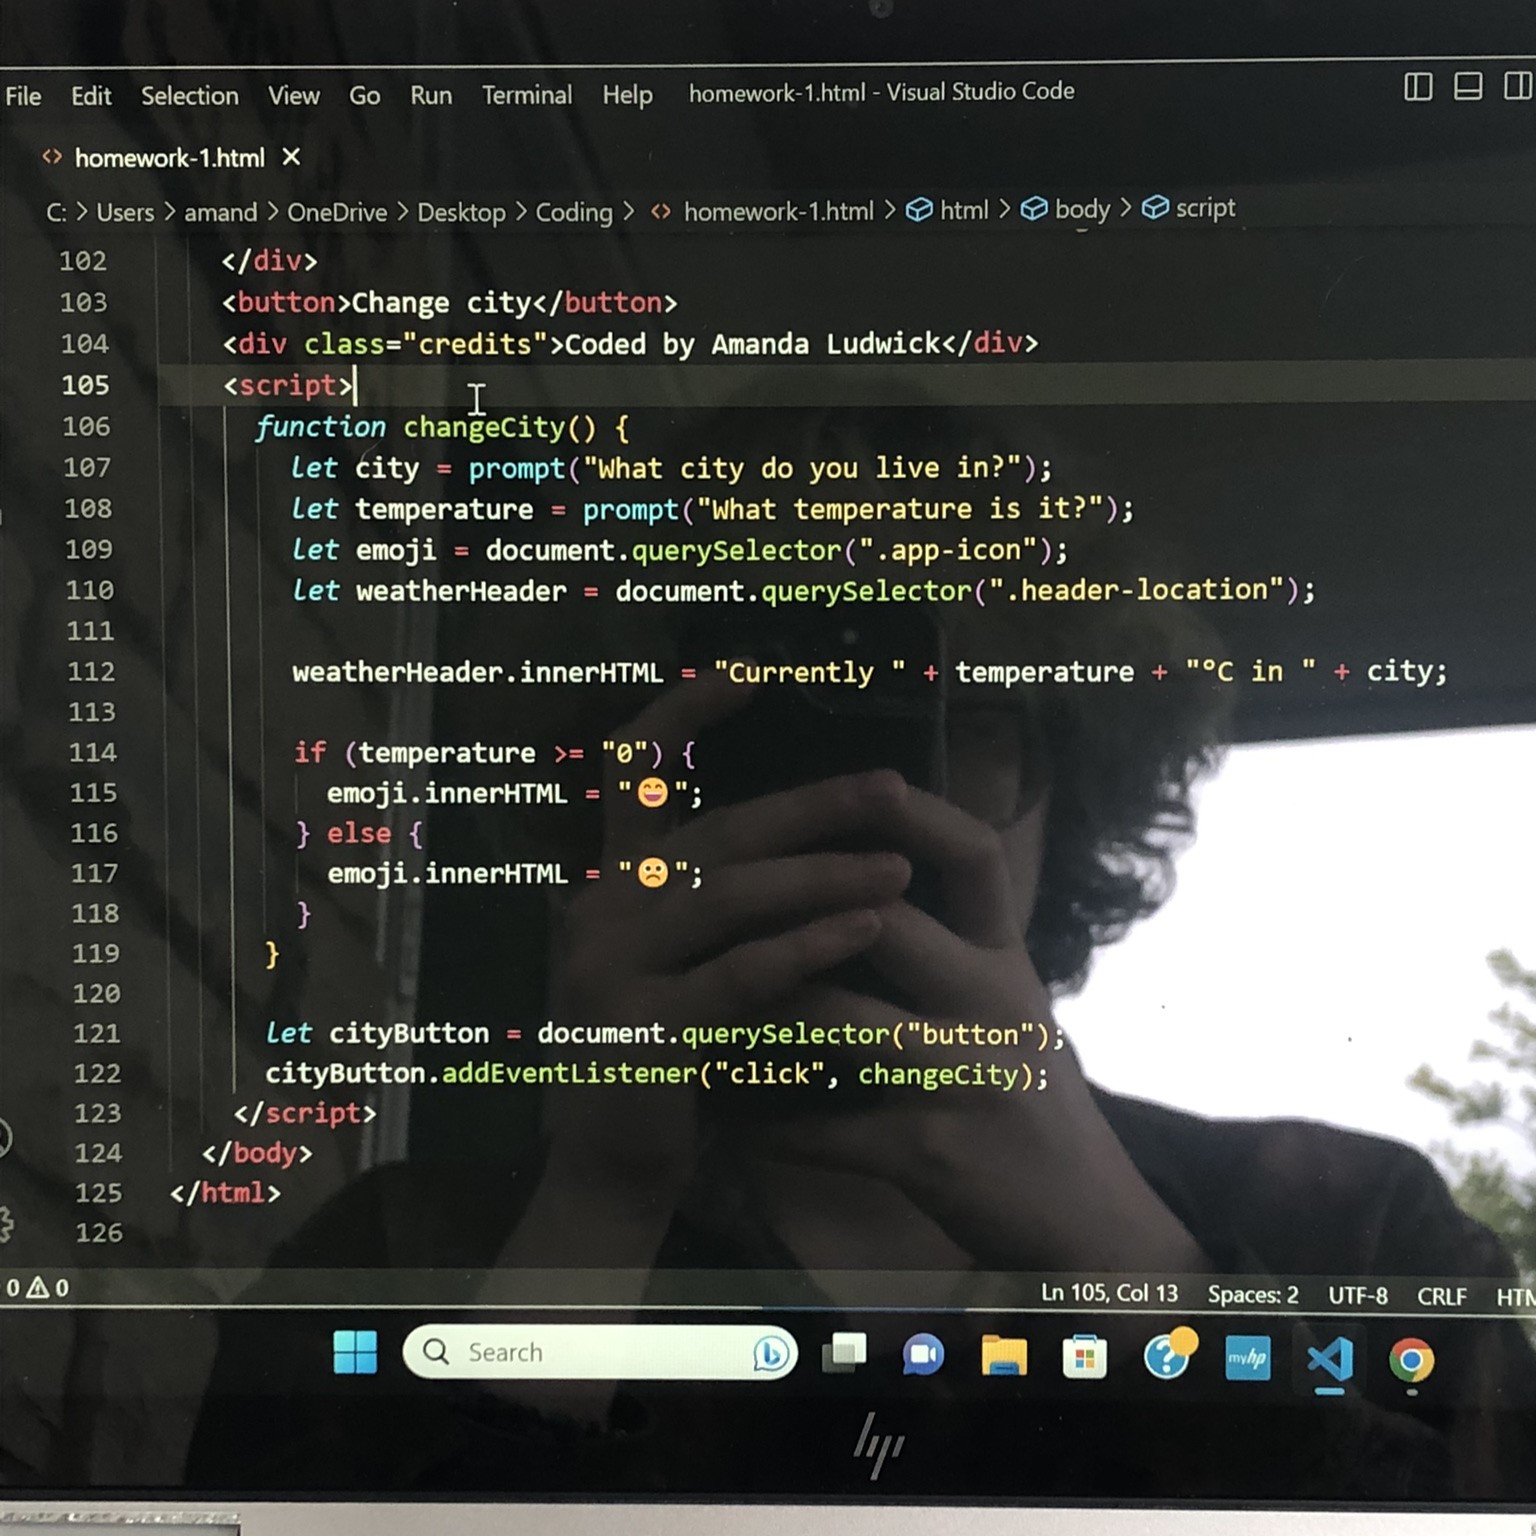 File Edit Selection View Go Run Terminal Help homework-1.html - Visual Studio Code
<> homework-1.html ×
C: > Users > amand > OneDrive > Desktop > Coding > <> homework-1.html > html > body > script
102 </div>
103 <button>Change city</button>
104 <div class="credits">Coded by Amanda Ludwick</div>
105 <script>
106 function changeCity() {
107 let city = prompt("What city do you live in?");
108 let temperature = prompt("What temperature is it?");
109 let emoji = document.querySelector(".app-icon");
110 let weatherHeader = document.querySelector(".header-location");
111
112 weatherHeader.innerHTML = "Currently " + temperature + "°C in " + city;
113
114 if (temperature >= "0") {
115 emoji.innerHTML = "😄";
116 } else {
117 emoji.innerHTML = "☹️";
118 }
119 }
120
121 let cityButton = document.querySelector("button");
122 cityButton.addEventListener("click", changeCity);
123 </script>
124 </body>
125 </html>
126
0 ⚠ 0 Ln 105, Col 13 Spaces: 2 UTF-8 CRLF HTM
Search myhp
hp